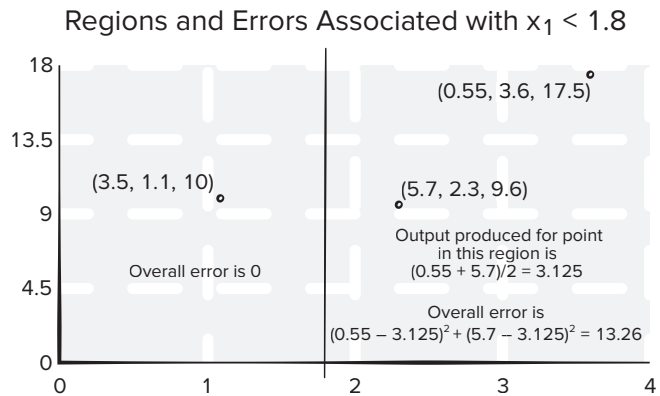 Regions and Errors Associated with x₁ < 1.8
18
(0.55, 3.6, 17.5)
13.5
(3.5, 1.1, 10)
(5.7, 2.3, 9.6)
9
Output produced for point
in this region is
(0.55 + 5.7)/2 = 3.125
Overall error is 0
4.5
Overall error is
(0.55 – 3.125)² + (5.7 – 3.125)² = 13.26
0
0 1 2 3 4